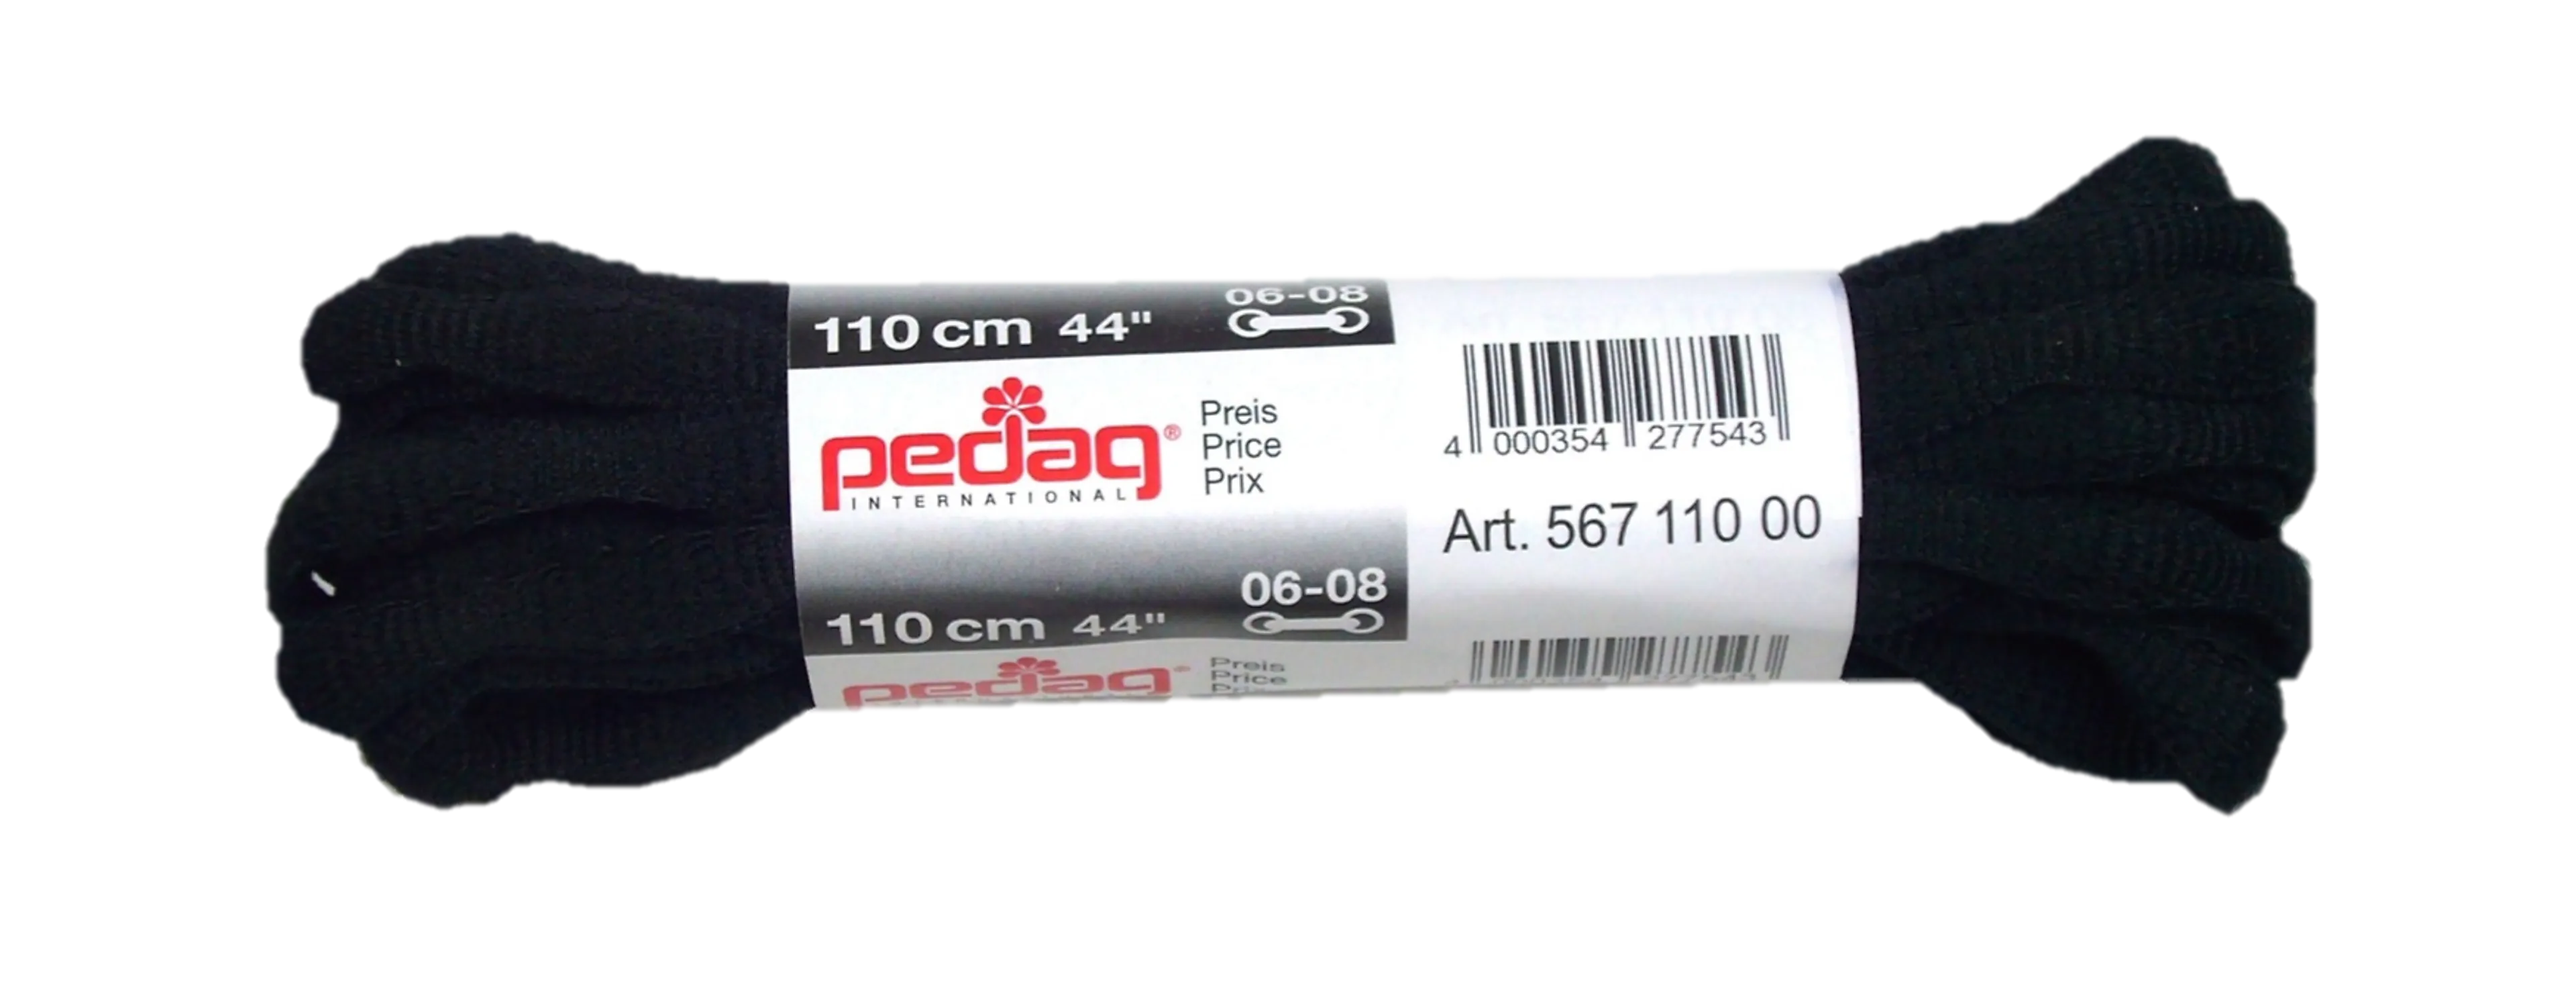 110 cm 44" 06-08
pedag®
INTERNATIONAL
Preis
Price
Prix
4 000354 277543
Art. 567 110 00
110 cm 44" 06-08
pedag
Preis
Price